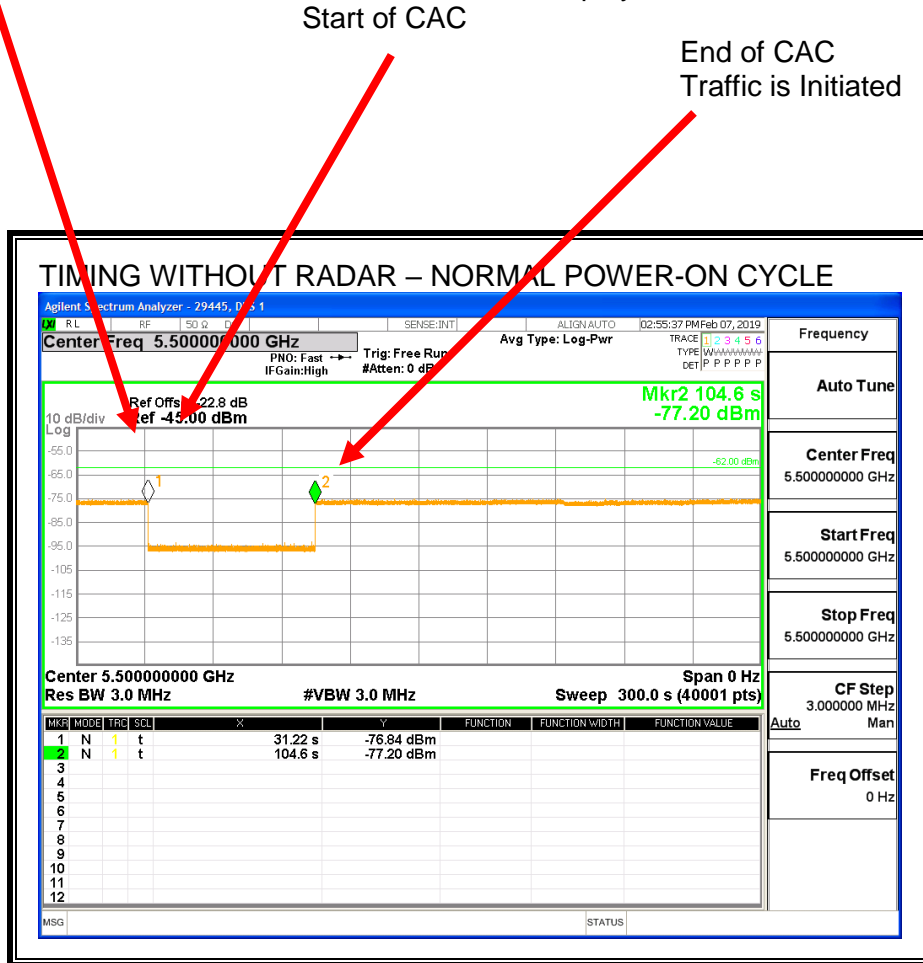 Start of CAC
End of CAC
Traffic is Initiated
TIMING WITHOUT RADAR – NORMAL POWER-ON CYCLE
Agilent Spectrum Analyzer - 29445, DFS 1
LXI RL RF 50 Ω SENSE:INT ALIGN AUTO 02:55:37 PM Feb 07, 2019
Center Freq 5.500000000 GHz Avg Type: Log-Pwr TRACE 1 2 3 4 5 6
PNO: Fast Trig: Free Run TYPE WWWWWW
IFGain:High #Atten: 0 dB DET P P P P P P
Frequency
Auto Tune
Mkr2 104.6 s
-77.20 dBm
Ref Offset -22.8 dB
10 dB/div Ref -45.00 dBm
Log
-55.0
-62.00 dBm
-65.0
1
2
-75.0
-85.0
-95.0
-105
-115
-125
-135
Center 5.500000000 GHz Span 0 Hz
Res BW 3.0 MHz #VBW 3.0 MHz Sweep 300.0 s (40001 pts)
MKR MODE TRC SCL X Y FUNCTION FUNCTION WIDTH FUNCTION VALUE
1 N 1 t 31.22 s -76.84 dBm
2 N 1 t 104.6 s -77.20 dBm
3
4
5
6
7
8
9
10
11
12
MSG STATUS
Center Freq
5.500000000 GHz
Start Freq
5.500000000 GHz
Stop Freq
5.500000000 GHz
CF Step
3.000000 MHz
Auto Man
Freq Offset
0 Hz